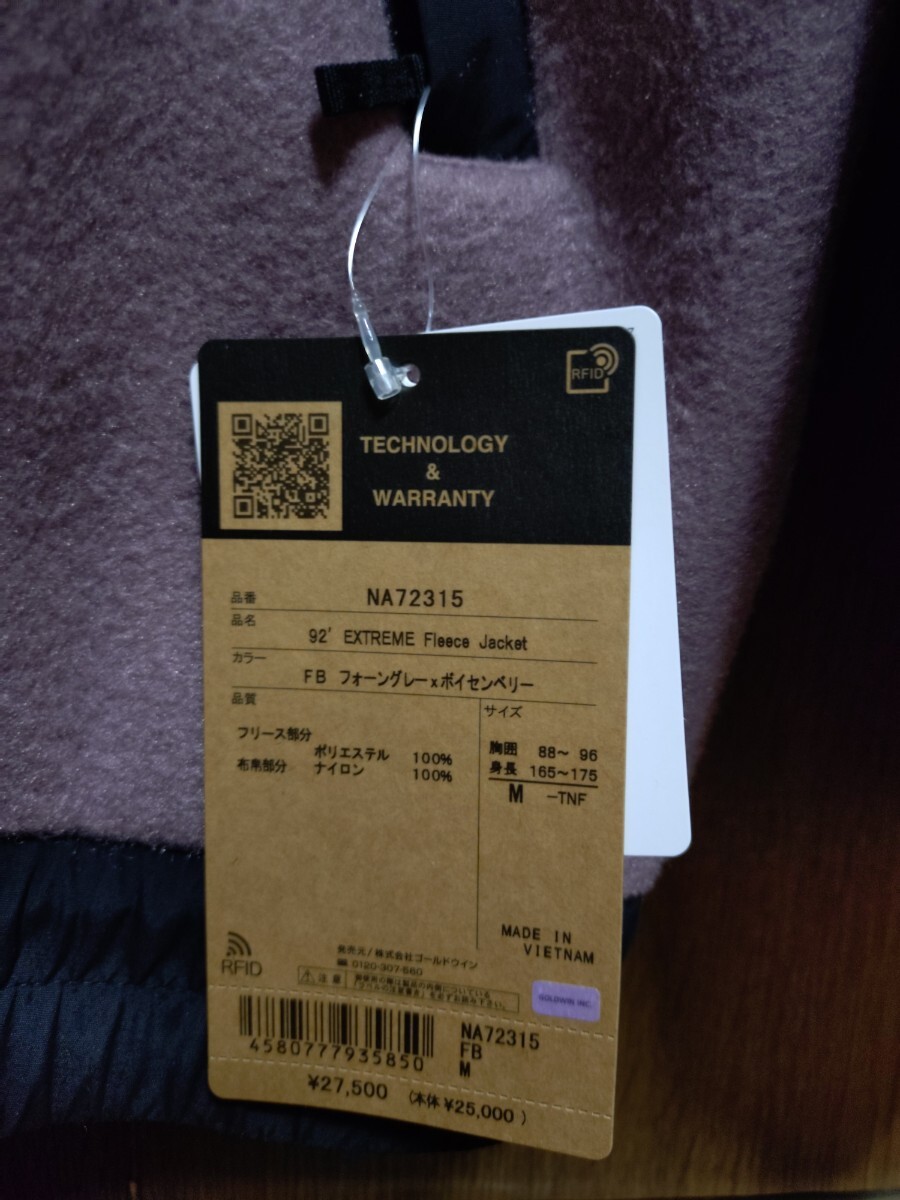 RFID
TECHNOLOGY
&
WARRANTY
品番 NA72315
品名
92' EXTREME Fleece Jacket
カラー
FB フォーングレーxボイセンベリー
品質
サイズ
フリース部分
ポリエステル 100%
布帛部分 ナイロン 100%
胸囲 88～ 96
身長 165～175
M -TNF
MADE IN
VIETNAM
RFID
発売元/株式会社ゴールドウイン
☎ 0120-307-560
⚠ 注意
GOLDWIN INC.
4580777935850
NA72315
FB
M
¥27,500 (本体 ¥25,000 )